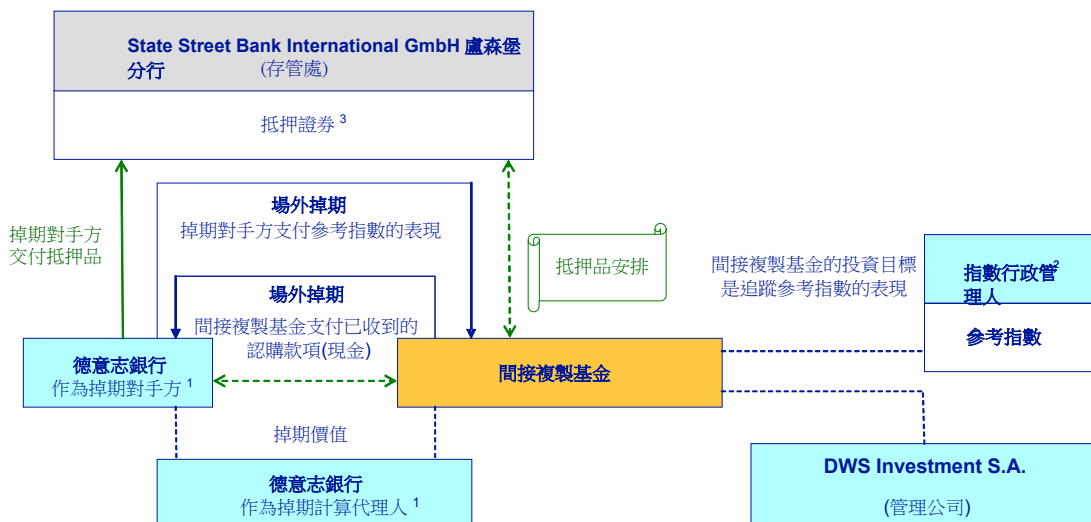 State Street Bank International GmbH 盧森堡
分行 (存管處)
抵押證券 3
場外掉期
掉期對手方支付參考指數的表現
掉期對手方
交付抵押品
抵押品安排
場外掉期
間接複製基金支付已收到的
認購款項(現金)
間接複製基金的投資目標
是追蹤參考指數的表現
指數行政管2
理人
參考指數
德意志銀行
作為掉期對手方 1
間接複製基金
掉期價值
德意志銀行
作為掉期計算代理人 1
DWS Investment S.A.
(管理公司)